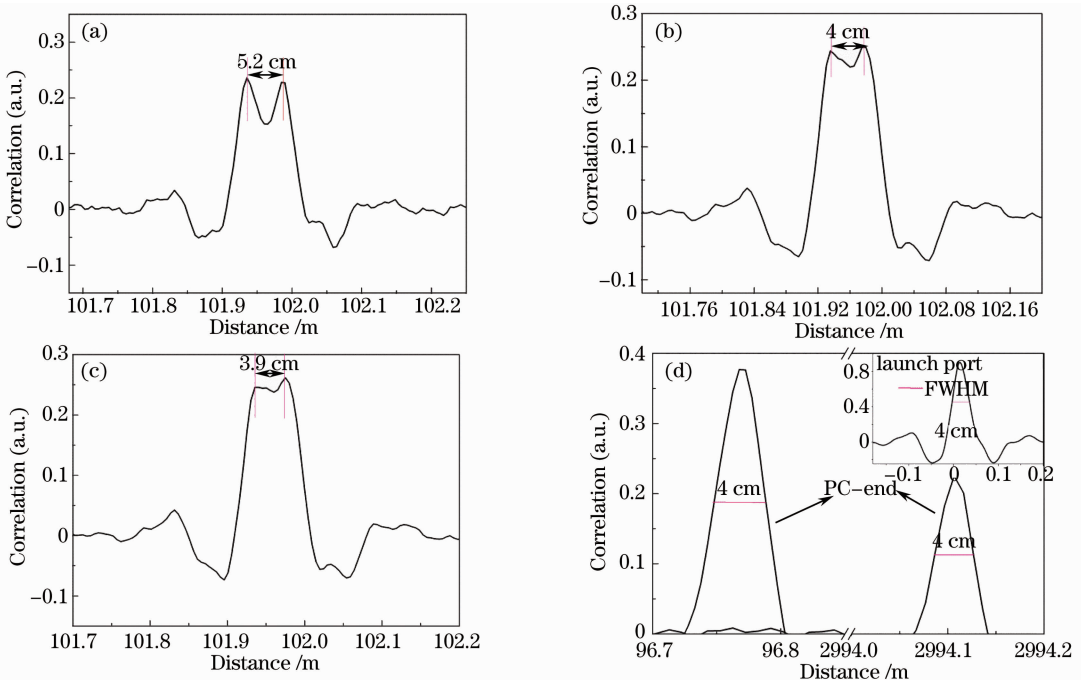 (a)
0.3
0.2
0.1
0
−0.1
Correlation (a.u.)
5.2 cm
101.7 101.8 101.9 102.0 102.1 102.2
Distance /m
(b)
0.3
0.2
0.1
0
−0.1
Correlation (a.u.)
4 cm
101.76 101.84 101.92 102.00 102.08 102.16
Distance /m
(c)
0.3
0.2
0.1
0
−0.1
Correlation (a.u.)
3.9 cm
101.7 101.8 101.9 102.0 102.1 102.2
Distance /m
(d)
0.4
0.3
0.2
0.1
0
Correlation (a.u.)
launch port
FWHM
0.8
0.4
0
4 cm
−0.1 0 0.1 0.2
4 cm
PC−end
4 cm
96.7 96.8 2994.0 2994.1 2994.2
Distance /m